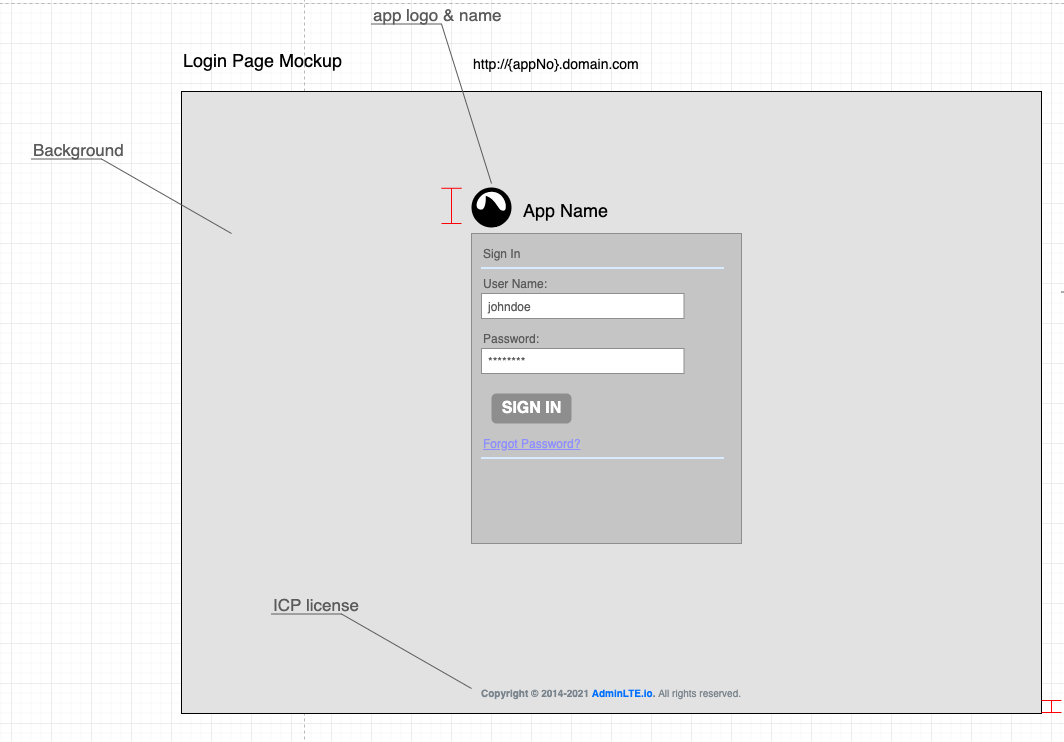 app logo & name
Login Page Mockup
http://{appNo}.domain.com
Background
App Name
Sign In
User Name:
johndoe
Password:
********
SIGN IN
Forgot Password?
ICP license
Copyright © 2014-2021 AdminLTE.io. All rights reserved.